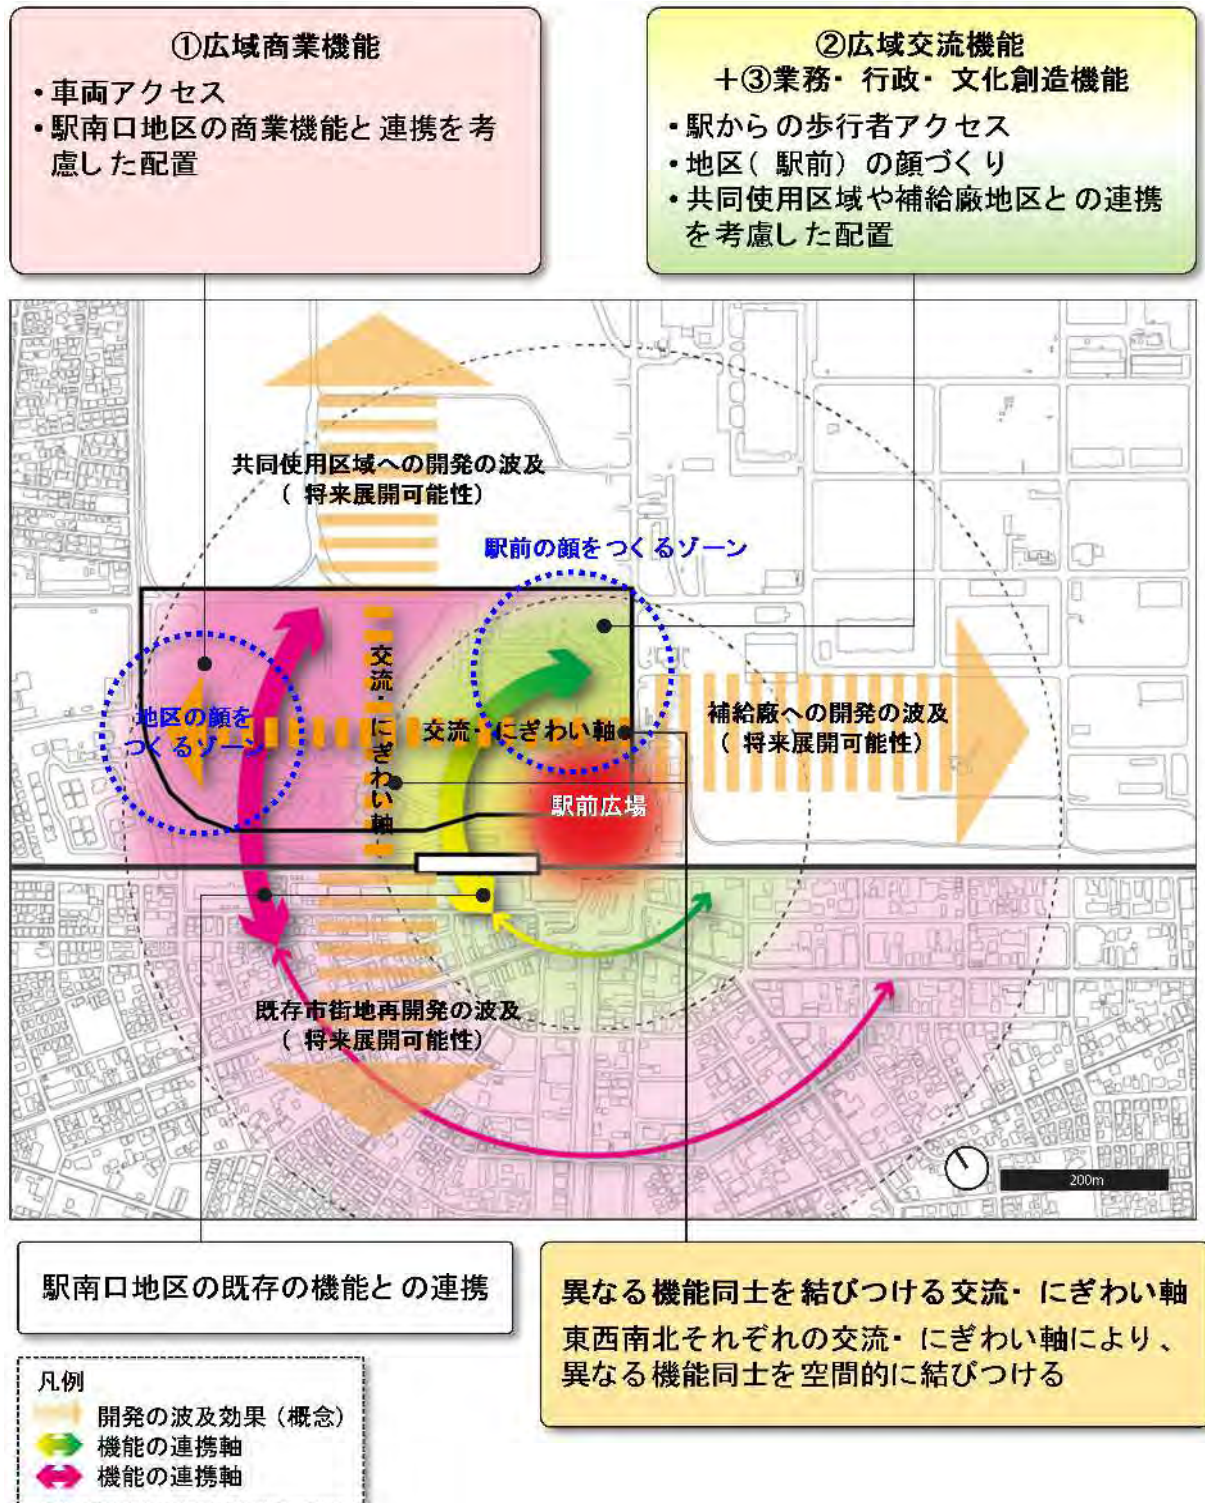 ①広域商業機能
•車両アクセス
•駅南口地区の商業機能と連携を考
慮した配置
②広域交流機能
＋③業務・行政・文化創造機能
•駅からの歩行者アクセス
•地区(駅前)の顔づくり
•共同使用区域や補給廠地区との連携
を考慮した配置
共同使用区域への開発の波及
(将来展開可能性)
駅前の顔をつくるゾーン
交流・にぎわい軸
地区の顔を
つくるゾーン
交流・にぎわい軸
補給廠への開発の波及
(将来展開可能性)
駅前広場
既存市街地再開発の波及
(将来展開可能性)
200m
駅南口地区の既存の機能との連携
異なる機能同士を結びつける交流・にぎわい軸
東西南北それぞれの交流・にぎわい軸により、
異なる機能同士を空間的に結びつける
凡例
開発の波及効果(概念)
機能の連携軸
機能の連携軸